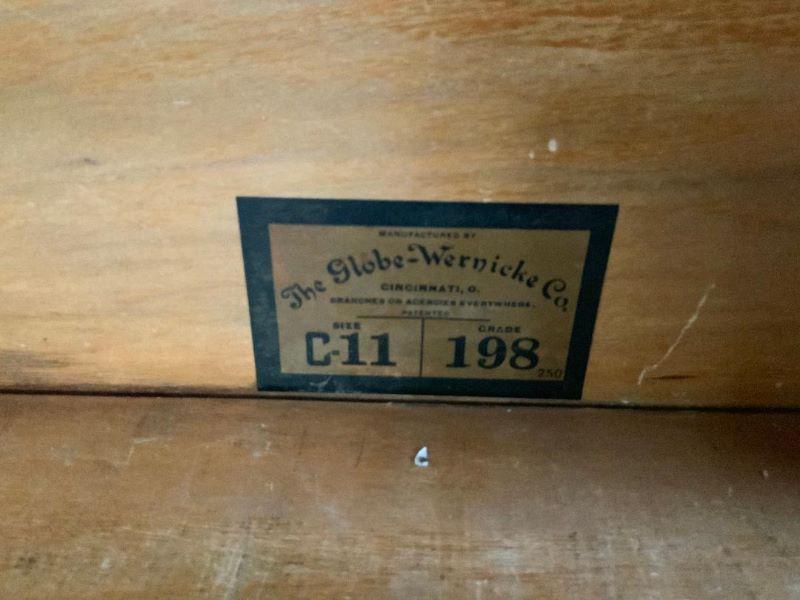 MANUFACTURED BY
The Globe-Wernicke Co.
CINCINNATI, O.
BRANCHES OR AGENCIES EVERYWHERE.
PATENTED
SIZE GRADE
C-11 198
250